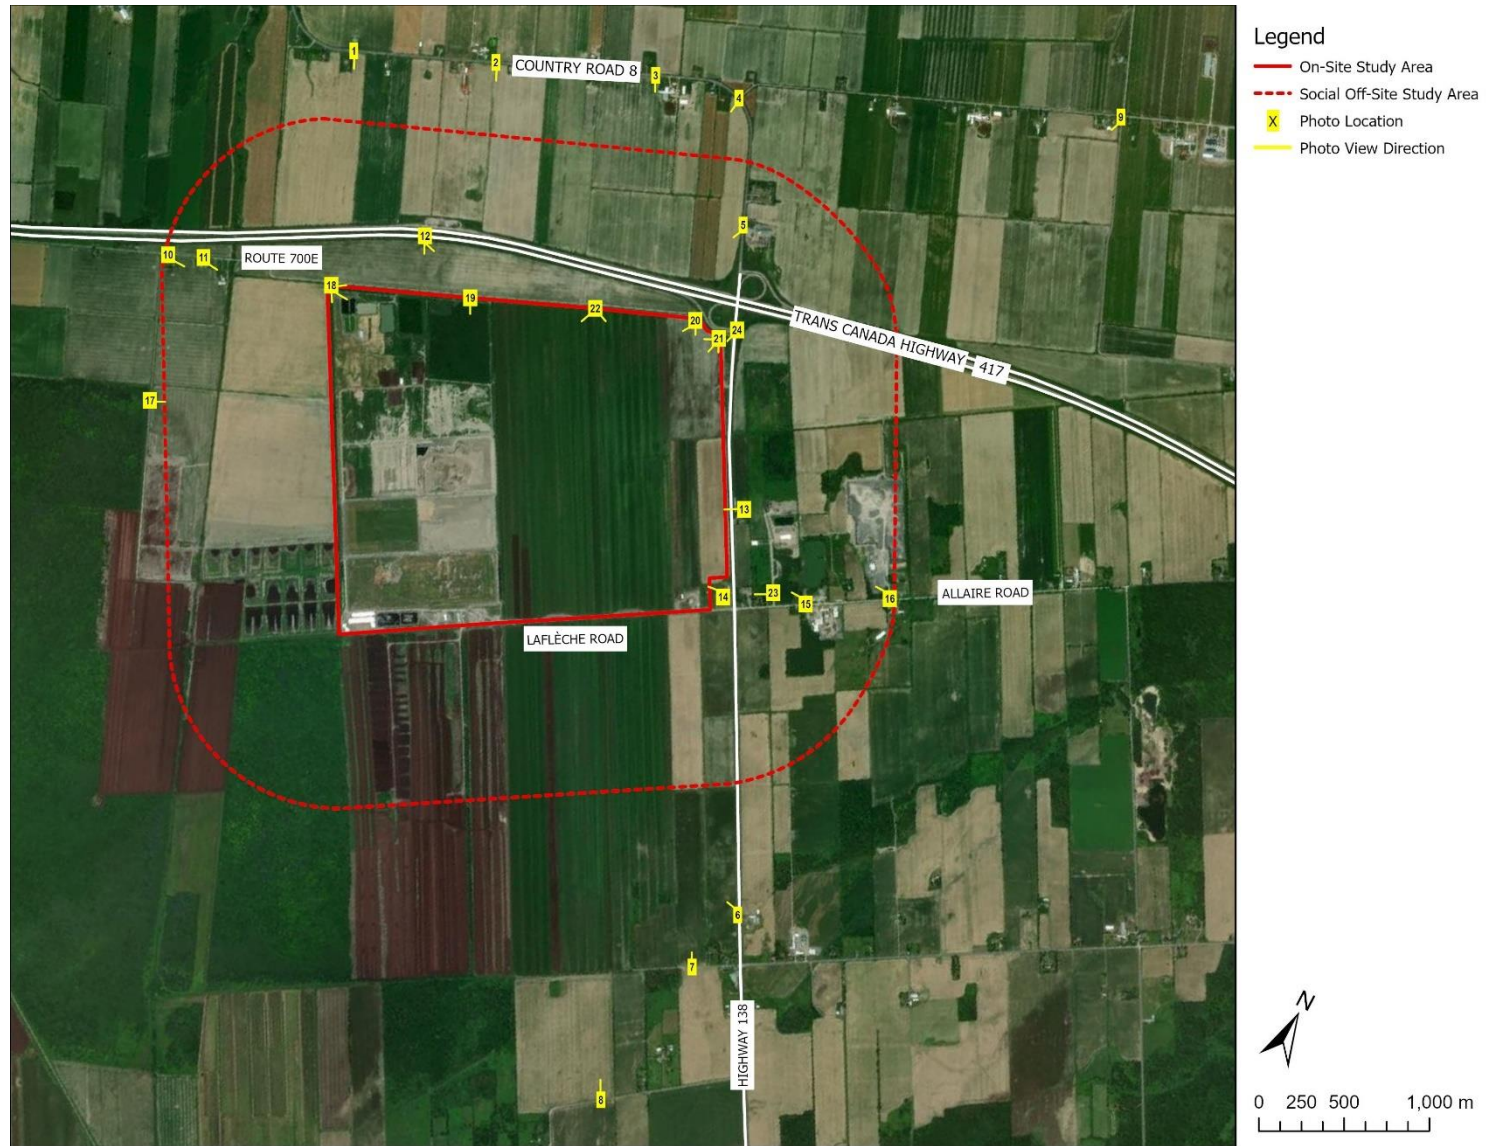 Legend
On-Site Study Area
Social Off-Site Study Area
X Photo Location
Photo View Direction
1
2
COUNTRY ROAD 8
3
4
9
5
12
10
11
ROUTE 700E
18
19
22
20
21
24
TRANS CANADA HIGHWAY 417
17
13
14
23
15
16
ALLAIRE ROAD
LAFLÈCHE ROAD
6
7
HIGHWAY 138
8
N
0 250 500 1,000 m